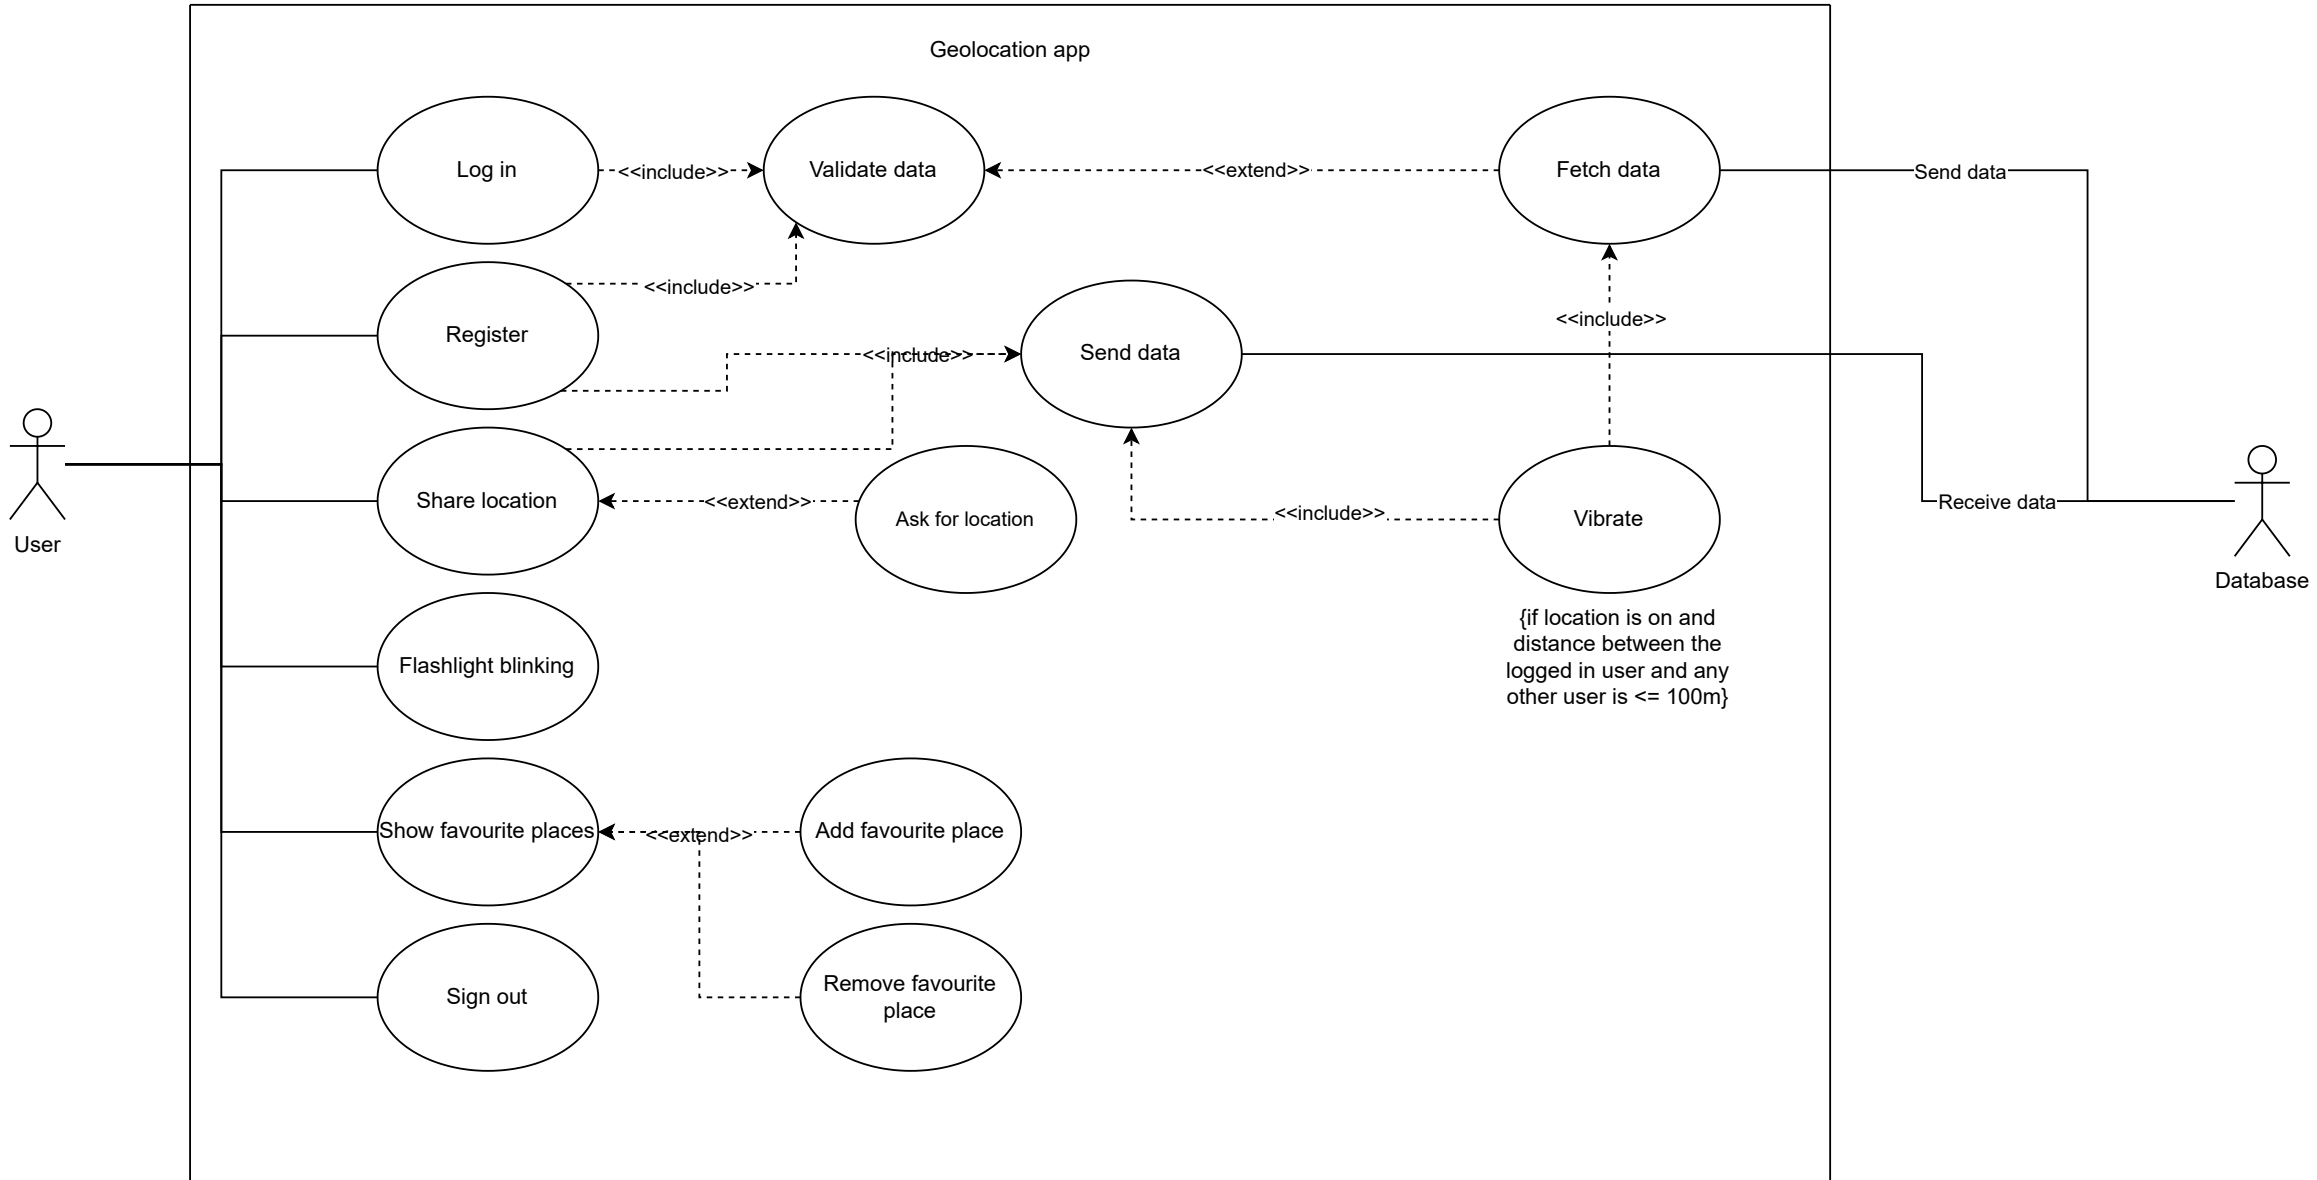 Geolocation app
Log in
<<include>>
Validate data
<<extend>>
Fetch data
Send data
Register
<<include>>
<<include>>
Send data
<<include>>
Share location
<<extend>>
Ask for location
<<include>>
Vibrate
Receive data
User
Database
{if location is on and
distance between the
logged in user and any
other user is <= 100m}
Flashlight blinking
Show favourite places
<<extend>>
Add favourite place
Sign out
Remove favourite
place